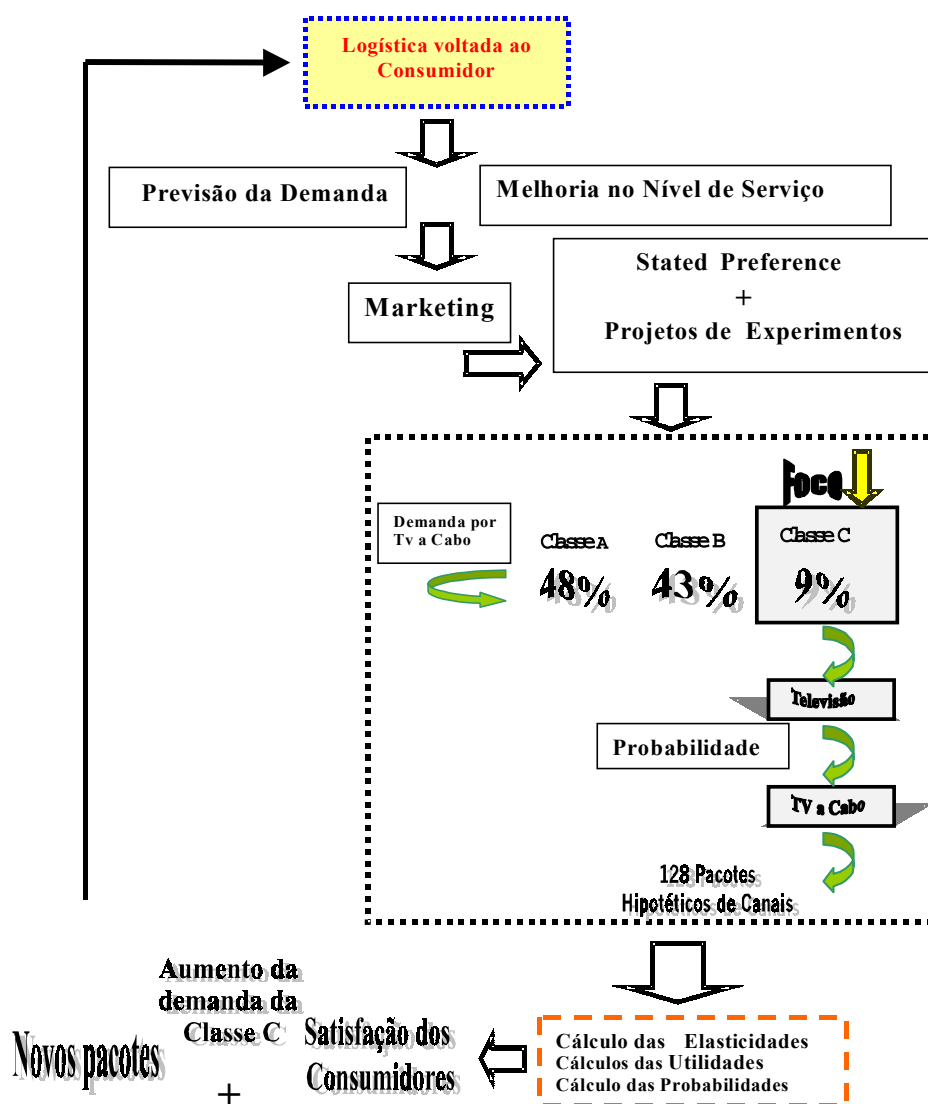 Logística voltada ao
Consumidor
Previsão da Demanda
Melhoria no Nível de Serviço
Marketing
Stated Preference
+
Projetos de Experimentos
Foco
Demanda por
Tv a Cabo
Classe A
48%
Classe B
43%
Classe C
9%
Televisão
Probabilidade
TV a Cabo
128 Pacotes
Hipotéticos de Canais
Cálculo das Elasticidades
Cálculos das Utilidades
Cálculo das Probabilidades
Satisfação dos
Consumidores
Aumento da
demanda da
Classe C
+
Novos pacotes